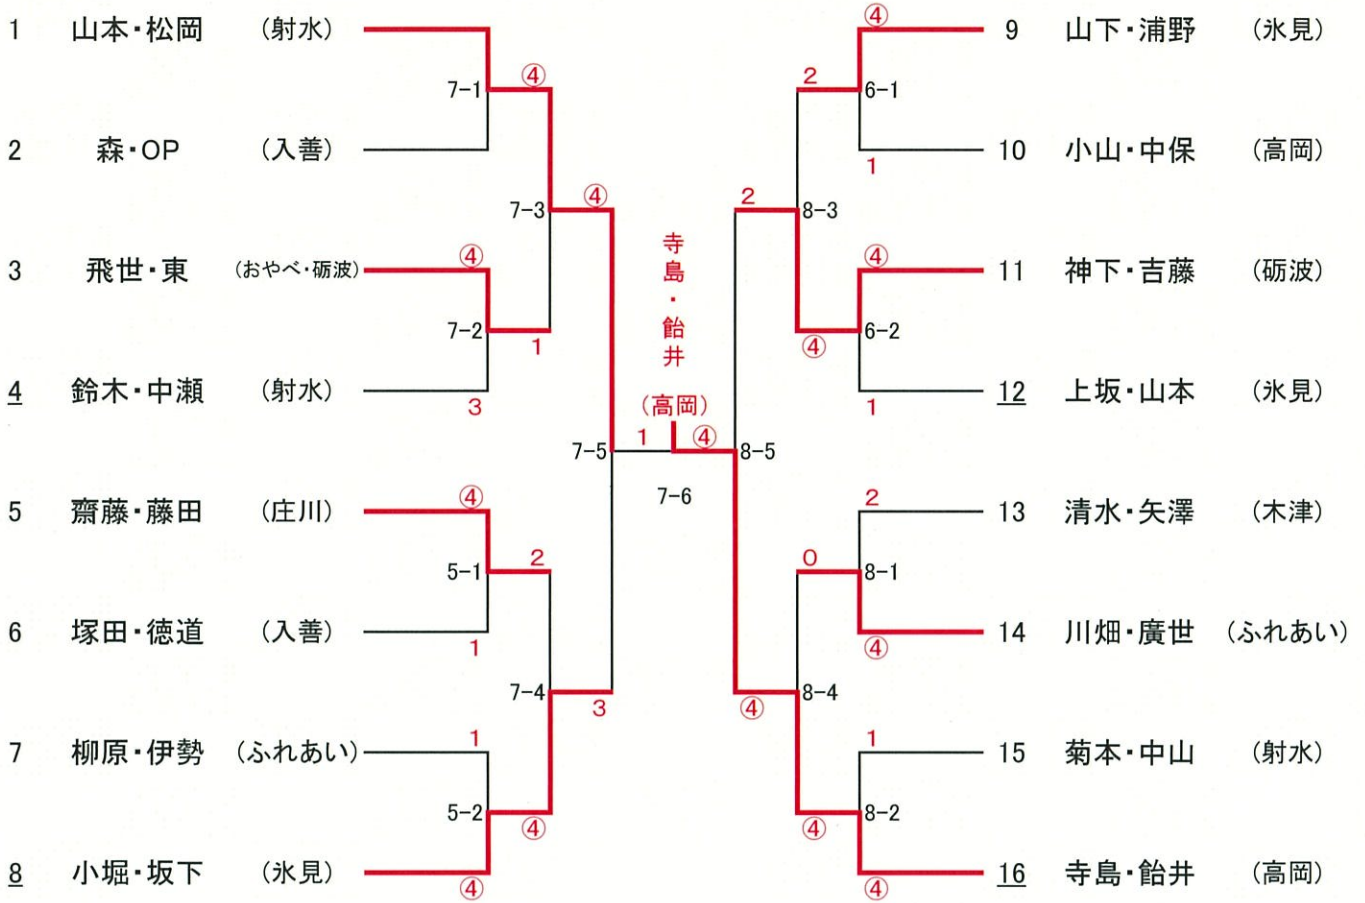 1 山本・松岡 (射水)
④
7-1
2 森・OP (入善)
④
7-3
3 飛世・東 (おやべ・砺波)
④
7-2
1
4 鈴木・中瀬 (射水)
3
④
7-5
5 齋藤・藤田 (庄川)
④
5-1
2
6 塚田・徳道 (入善)
1
7-4
3
7 柳原・伊勢 (ふれあい)
1
5-2
④
8 小堀・坂下 (氷見)
④
寺島・飴井
(高岡)
1 ④
7-6
④
9 山下・浦野 (氷見)
2
6-1
10 小山・中保 (高岡)
1
2
8-3
④
11 神下・吉藤 (砺波)
6-2
④
12 上坂・山本 (氷見)
1
8-5
2
13 清水・矢澤 (木津)
0
8-1
14 川畑・廣世 (ふれあい)
④
8-4
④
1
15 菊本・中山 (射水)
8-2
④
16 寺島・飴井 (高岡)
④